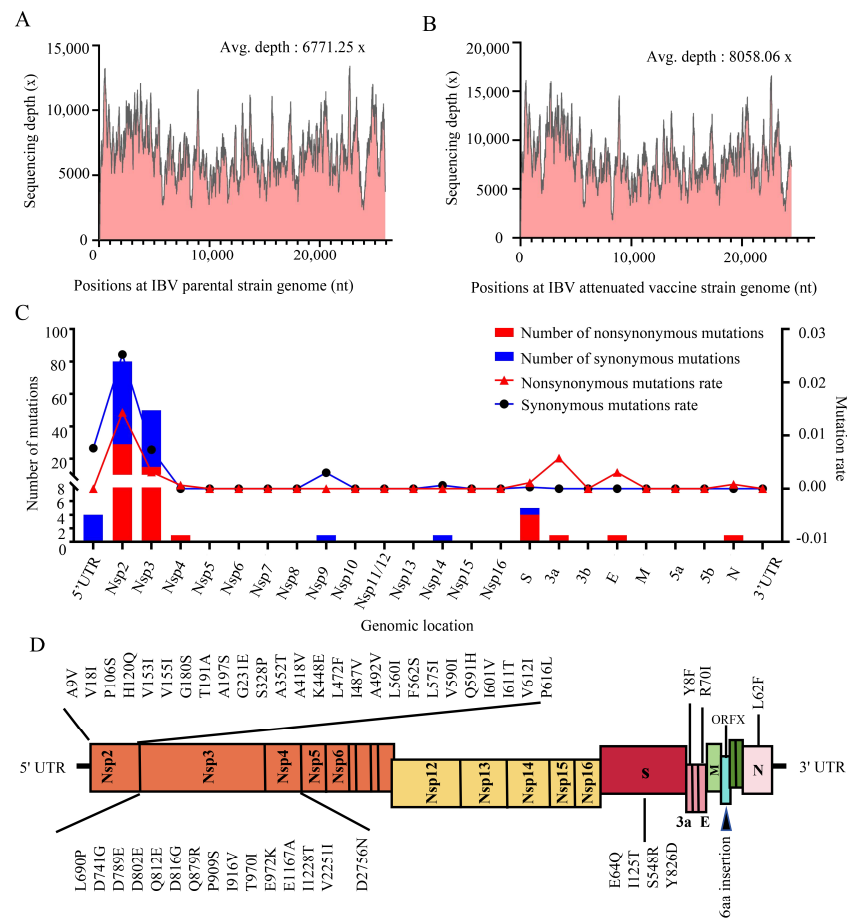 A
Avg. depth : 6771.25 x
Sequencing depth (x)
15,000
10,000
5000
0
0
10,000
20,000
Positions at IBV parental strain genome (nt)
B
Avg. depth : 8058.06 x
Sequencing depth (x)
20,000
15,000
10,000
5000
0
0
10,000
20,000
Positions at IBV attenuated vaccine strain genome (nt)
C
Number of mutations
100
80
60
40
20
8
6
4
2
0
Number of nonsynonymous mutations
Number of synonymous mutations
Nonsynonymous mutations rate
Synonymous mutations rate
0.03
0.02
0.01
0.00
-0.01
Mutation rate
5'UTR
Nsp2
Nsp3
Nsp4
Nsp5
Nsp6
Nsp7
Nsp8
Nsp9
Nsp10
Nsp11/12
Nsp13
Nsp14
Nsp15
Nsp16
S
3a
3b
E
M
5a
5b
N
3'UTR
Genomic location
D
A9V
V18I
P106S
H120Q
V153I
V155I
G180S
T191A
A197S
G231E
S328P
A352T
A418V
K448E
L472F
I487V
A492V
L560I
F562S
L575I
V590I
Q591H
I601V
I611T
V612I
P616L
Y8F
R70I
ORFX
L62F
5' UTR
Nsp2
Nsp3
Nsp4
Nsp5
Nsp6
Nsp12
Nsp13
Nsp14
Nsp15
Nsp16
S
3a
E
M
N
3' UTR
L690P
D741G
D789E
D802E
Q812E
D816G
Q879R
P909S
I916V
T970I
E972K
E1167A
I1228T
V2251I
D2756N
E64Q
I125T
S548R
Y826D
6aa insertion